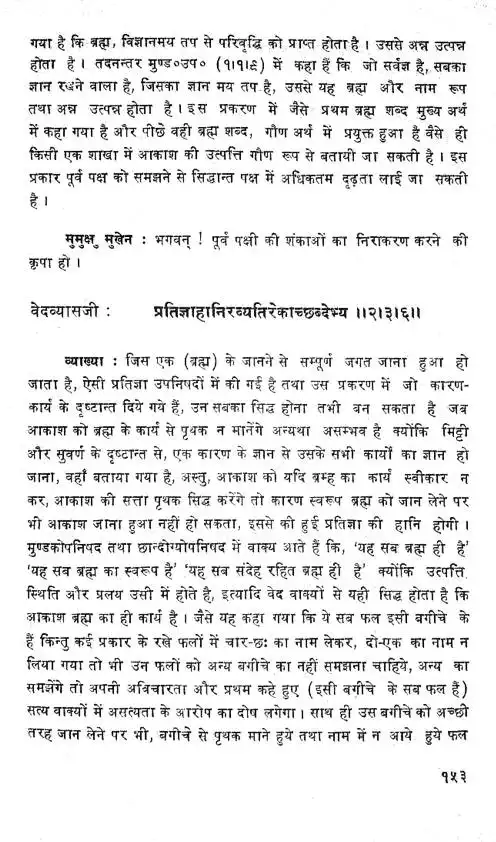 गया है कि ब्रह्म, विज्ञानमय तप से परिवृद्धि को प्राप्त होता है । उससे अन्न उत्पन्न
होता है । तदनन्तर मुण्ड०उप० (१।१।९) में कहा हैं कि जो सर्वज्ञ है, सबका
ज्ञान रखने वाला है, जिसका ज्ञान मय तप है, उससे यह ब्रह्म और नाम रूप
तथा अन्न उत्पन्न होता है । इस प्रकरण में जैसे प्रथम ब्रह्म शब्द मुख्य अर्थ
में कहा गया है और पीछे वही ब्रह्म शब्द, गौण अर्थ में प्रयुक्त हुआ है वैसे ही
किसी एक शाखा में आकाश की उत्पत्ति गौण रूप से बतायी जा सकती है । इस
प्रकार पूर्व पक्ष को समझने से सिद्धान्त पक्ष में अधिकतम दृढ़ता लाई जा सकती
है ।
मुमुक्षु मुखेन : भगवन् ! पूर्व पक्षी की शंकाओं का निराकरण करने की
कृपा हो ।
वेदव्यासजी : प्रतिज्ञाहानिरव्यतिरेकाच्छब्देभ्य ॥२।३।६॥
व्याख्या : जिस एक (ब्रह्म) के जानने से सम्पूर्ण जगत जाना हुआ हो
जाता है, ऐसी प्रतिज्ञा उपनिषदों में की गई है तथा उस प्रकरण में जो कारण-
कार्य के दृष्टान्त दिये गये हैं, उन सबका सिद्ध होना तभी बन सकता है जब
आकाश को ब्रह्म के कार्य से पृथक न मानेंगे अन्यथा असम्भव है क्योंकि मिट्टी
और सुवर्ण के दृष्टान्त से, एक कारण के ज्ञान से उसके सभी कार्यों का ज्ञान हो
जाना, वहाँ बताया गया है, अस्तु, आकाश को यदि ब्रम्ह का कार्य स्वीकार न
कर, आकाश की सत्ता पृथक सिद्ध करेंगे तो कारण स्वरूप ब्रह्म को जान लेने पर
भी आकाश जाना हुआ नहीं हो सकता, इससे की हुई प्रतिज्ञा की हानि होगी ।
मुण्डकोपनिषद तथा छान्दोग्योपनिषद में वाक्य आते हैं कि, 'यह सब ब्रह्म ही है'
'यह सब ब्रह्म का स्वरूप है' 'यह सब संदेह रहित ब्रह्म ही है' क्योंकि उत्पत्ति
स्थिति और प्रलय उसी में होते है, इत्यादि वेद वाक्यों से यही सिद्ध होता है कि
आकाश ब्रह्म का ही कार्य है । जैसे यह कहा गया कि ये सब फल इसी बगीचे के
हैं किन्तु कई प्रकार के रखे फलों में चार-छः का नाम लेकर, दो-एक का नाम न
लिया गया तो भी उन फलों को अन्य बगीचे का नहीं समझना चाहिये, अन्य का
समझेंगे तो अपनी अविचारता और प्रथम कहे हुए (इसी बगीचे के सब फल हैं)
सत्य वाक्यों में असत्यता के आरोप का दोष लगेगा । साथ ही उस बगीचे को अच्छी
तरह जान लेने पर भी, बगीचे से पृथक माने हुये तथा नाम में न आये हुये फल
१५३